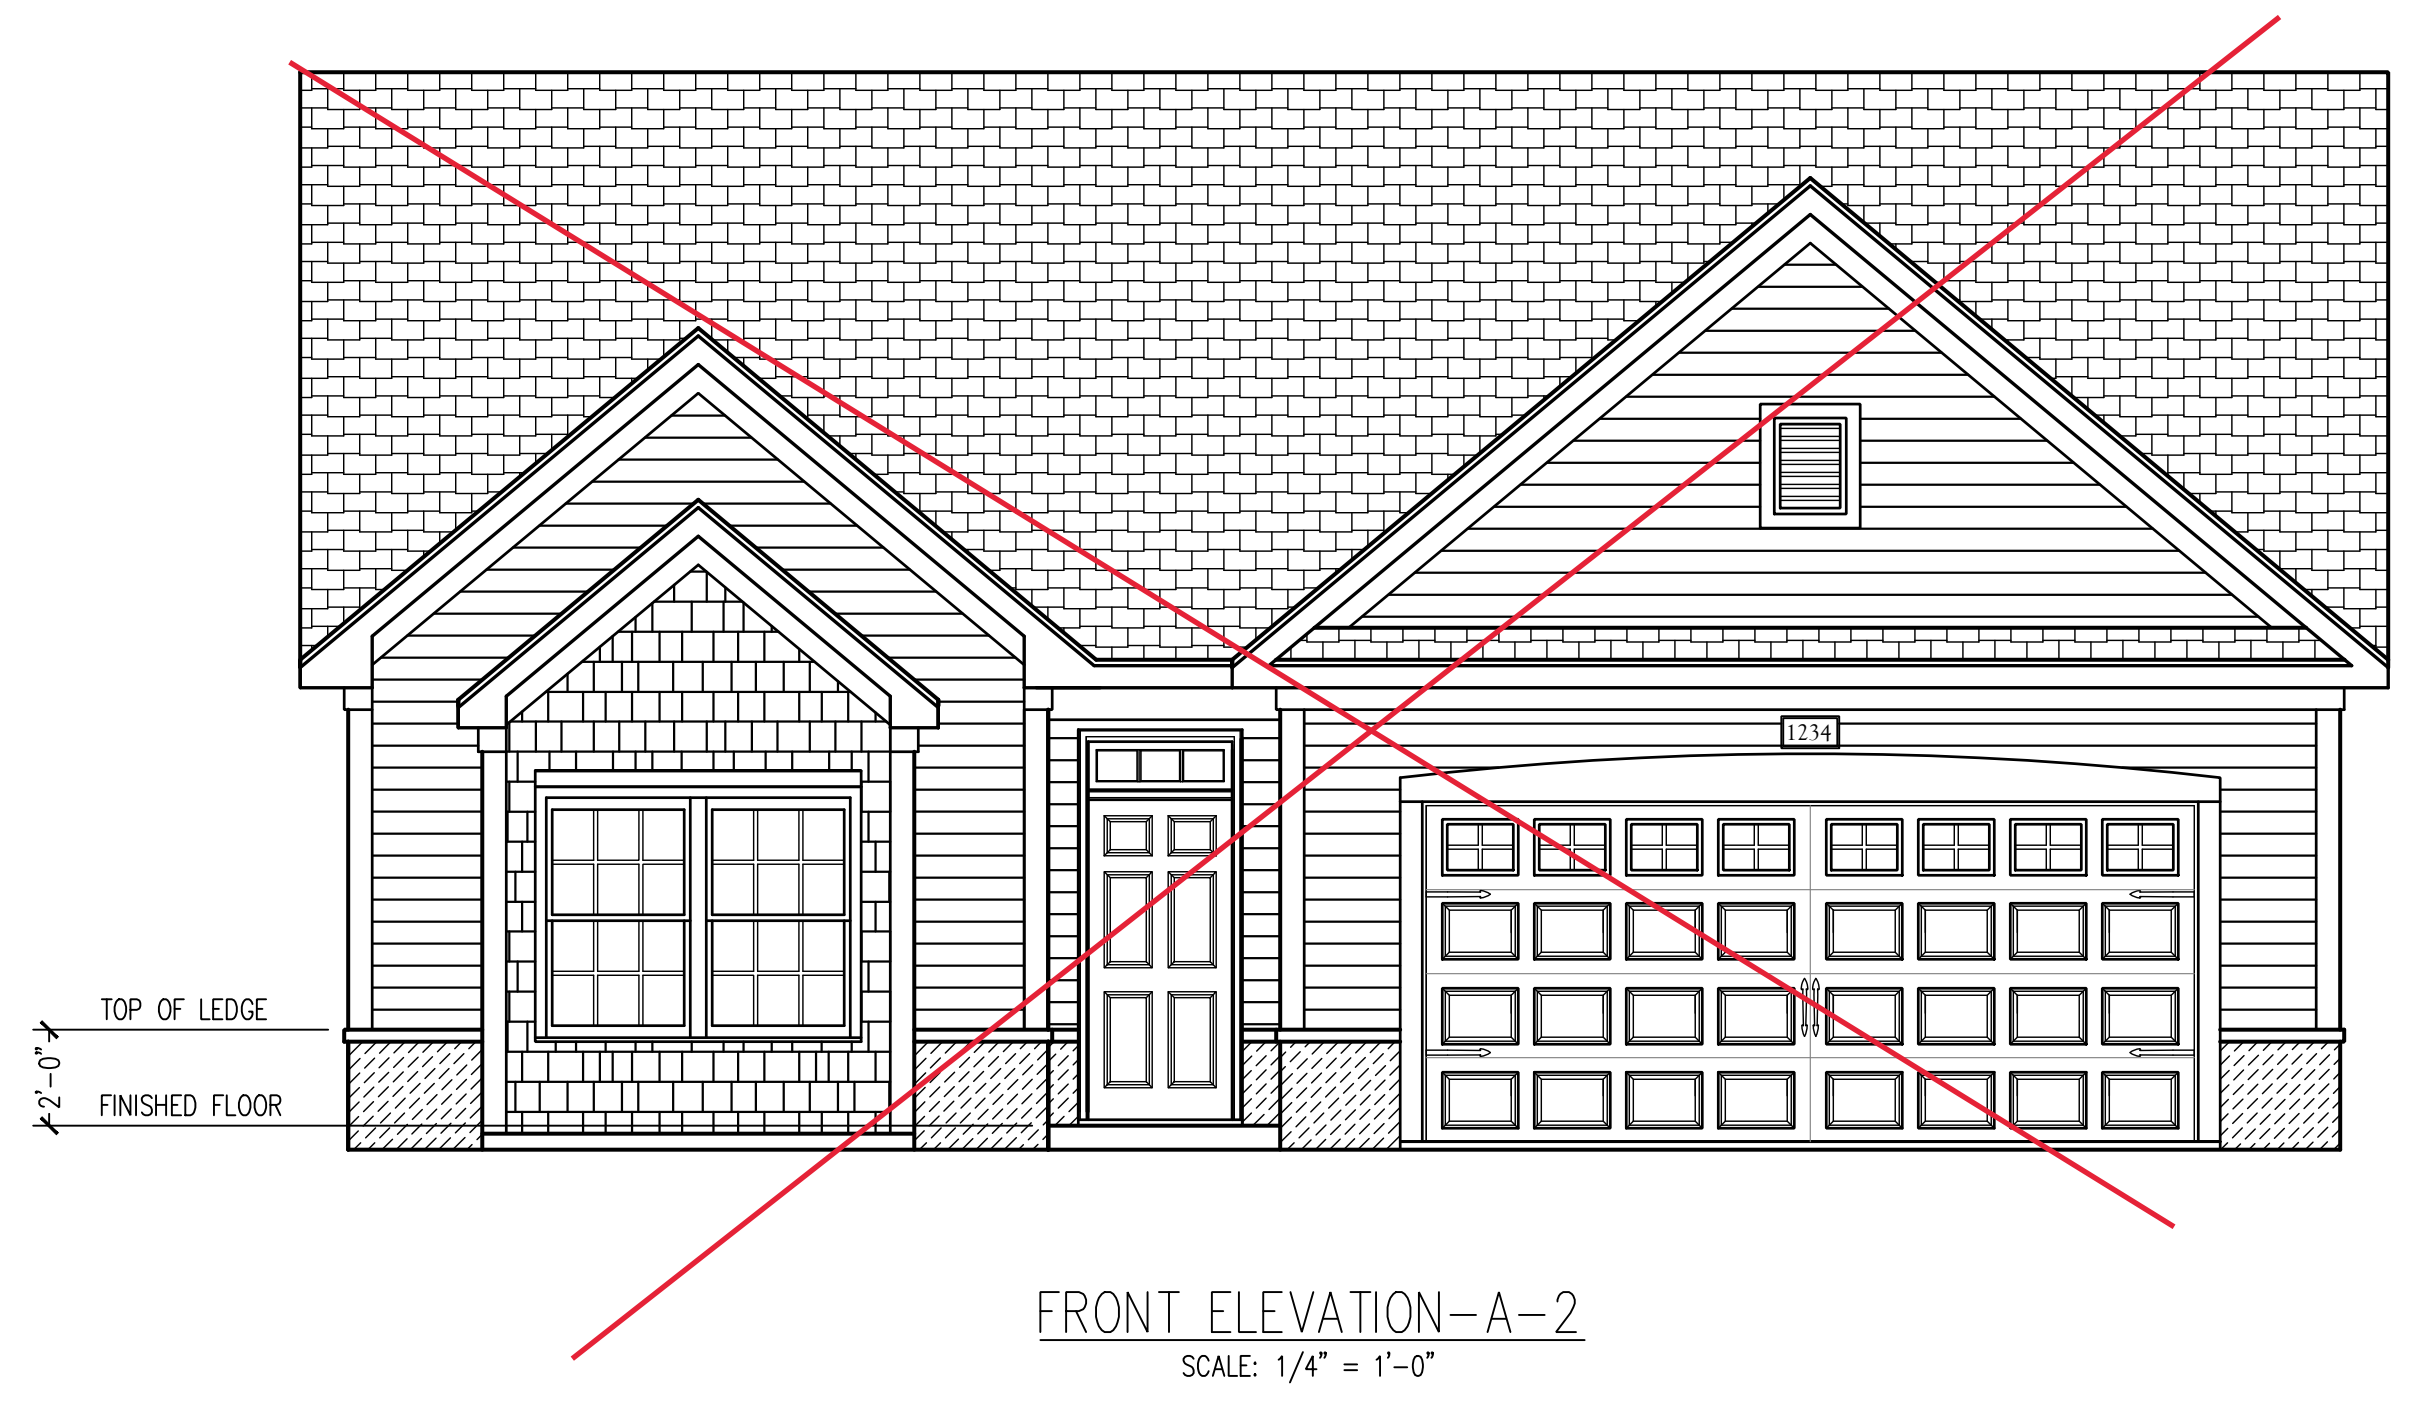 1234
TOP OF LEDGE
2'-0"
FINISHED FLOOR
FRONT ELEVATION-A-2
SCALE: 1/4" = 1'-0"